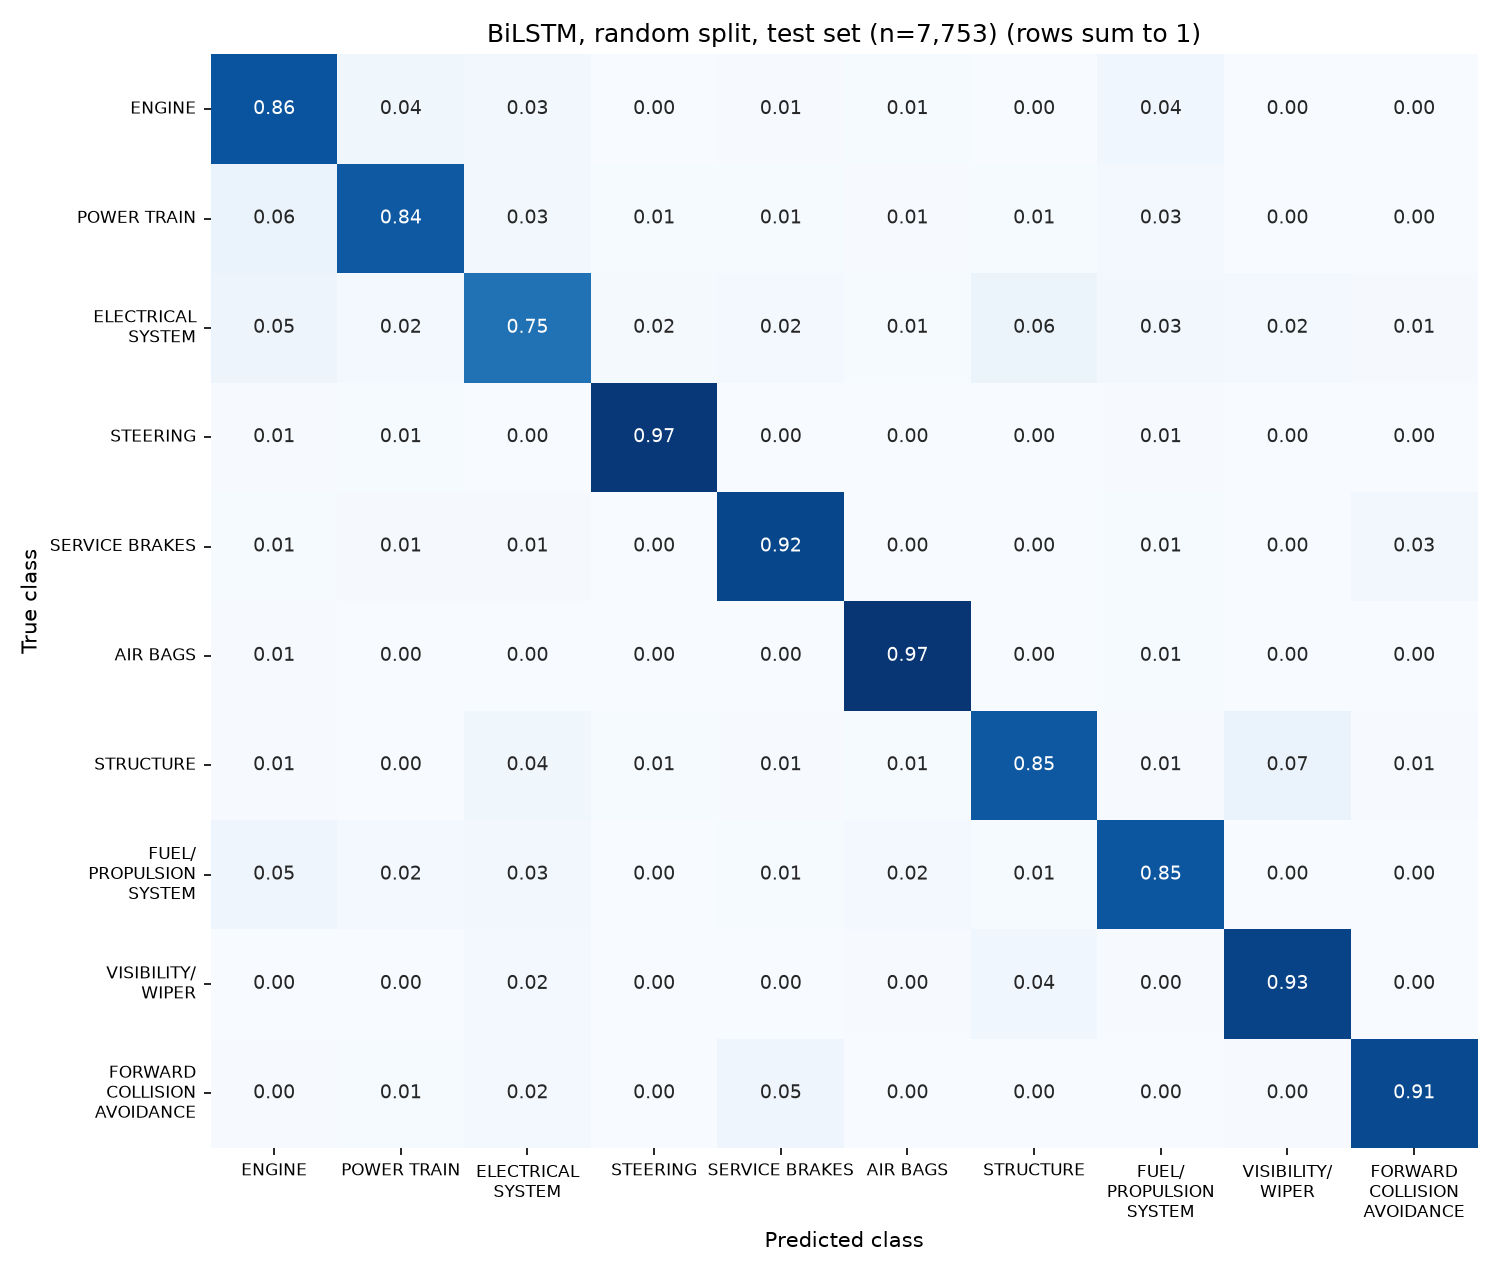 BiLSTM, random split, test set (n=7,753) (rows sum to 1)
True class
ENGINE 0.86 0.04 0.03 0.00 0.01 0.01 0.00 0.04 0.00 0.00
POWER TRAIN 0.06 0.84 0.03 0.01 0.01 0.01 0.01 0.03 0.00 0.00
ELECTRICAL
SYSTEM
0.05 0.02 0.75 0.02 0.02 0.01 0.06 0.03 0.02 0.01
STEERING 0.01 0.01 0.00 0.97 0.00 0.00 0.00 0.01 0.00 0.00
SERVICE BRAKES 0.01 0.01 0.01 0.00 0.92 0.00 0.00 0.01 0.00 0.03
AIR BAGS 0.01 0.00 0.00 0.00 0.00 0.97 0.00 0.01 0.00 0.00
STRUCTURE 0.01 0.00 0.04 0.01 0.01 0.01 0.85 0.01 0.07 0.01
FUEL/
PROPULSION
SYSTEM
0.05 0.02 0.03 0.00 0.01 0.02 0.01 0.85 0.00 0.00
VISIBILITY/
WIPER
0.00 0.00 0.02 0.00 0.00 0.00 0.04 0.00 0.93 0.00
FORWARD
COLLISION
AVOIDANCE
0.00 0.01 0.02 0.00 0.05 0.00 0.00 0.00 0.00 0.91
ENGINE
POWER TRAIN
ELECTRICAL
SYSTEM
STEERING
SERVICE BRAKES
AIR BAGS
STRUCTURE
FUEL/
PROPULSION
SYSTEM
VISIBILITY/
WIPER
FORWARD
COLLISION
AVOIDANCE
Predicted class